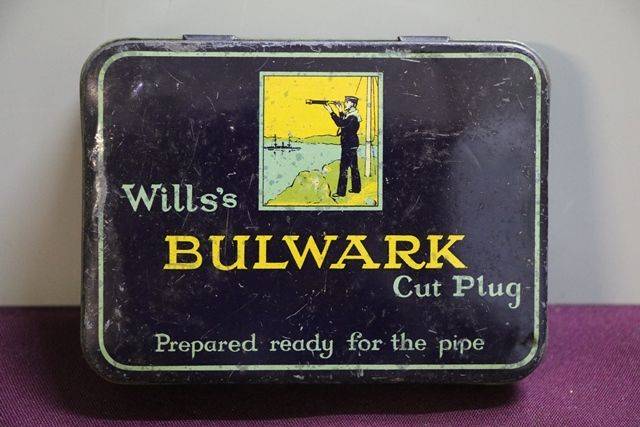 Wills's
BULWARK
Cut Plug
Prepared ready for the pipe